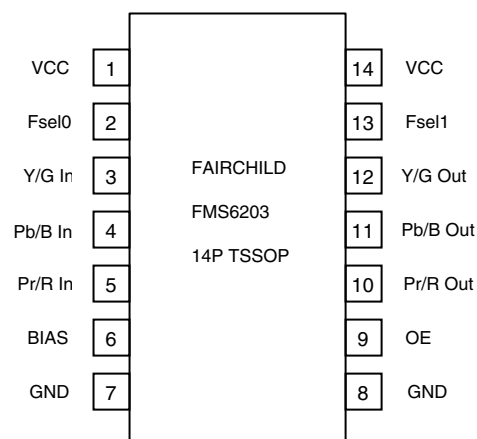 VCC 1 14 VCC
Fsel0 2 13 Fsel1
Y/G In 3 FAIRCHILD 12 Y/G Out
FMS6203
Pb/B In 4 11 Pb/B Out
14P TSSOP
Pr/R In 5 10 Pr/R Out
BIAS 6 9 OE
GND 7 8 GND